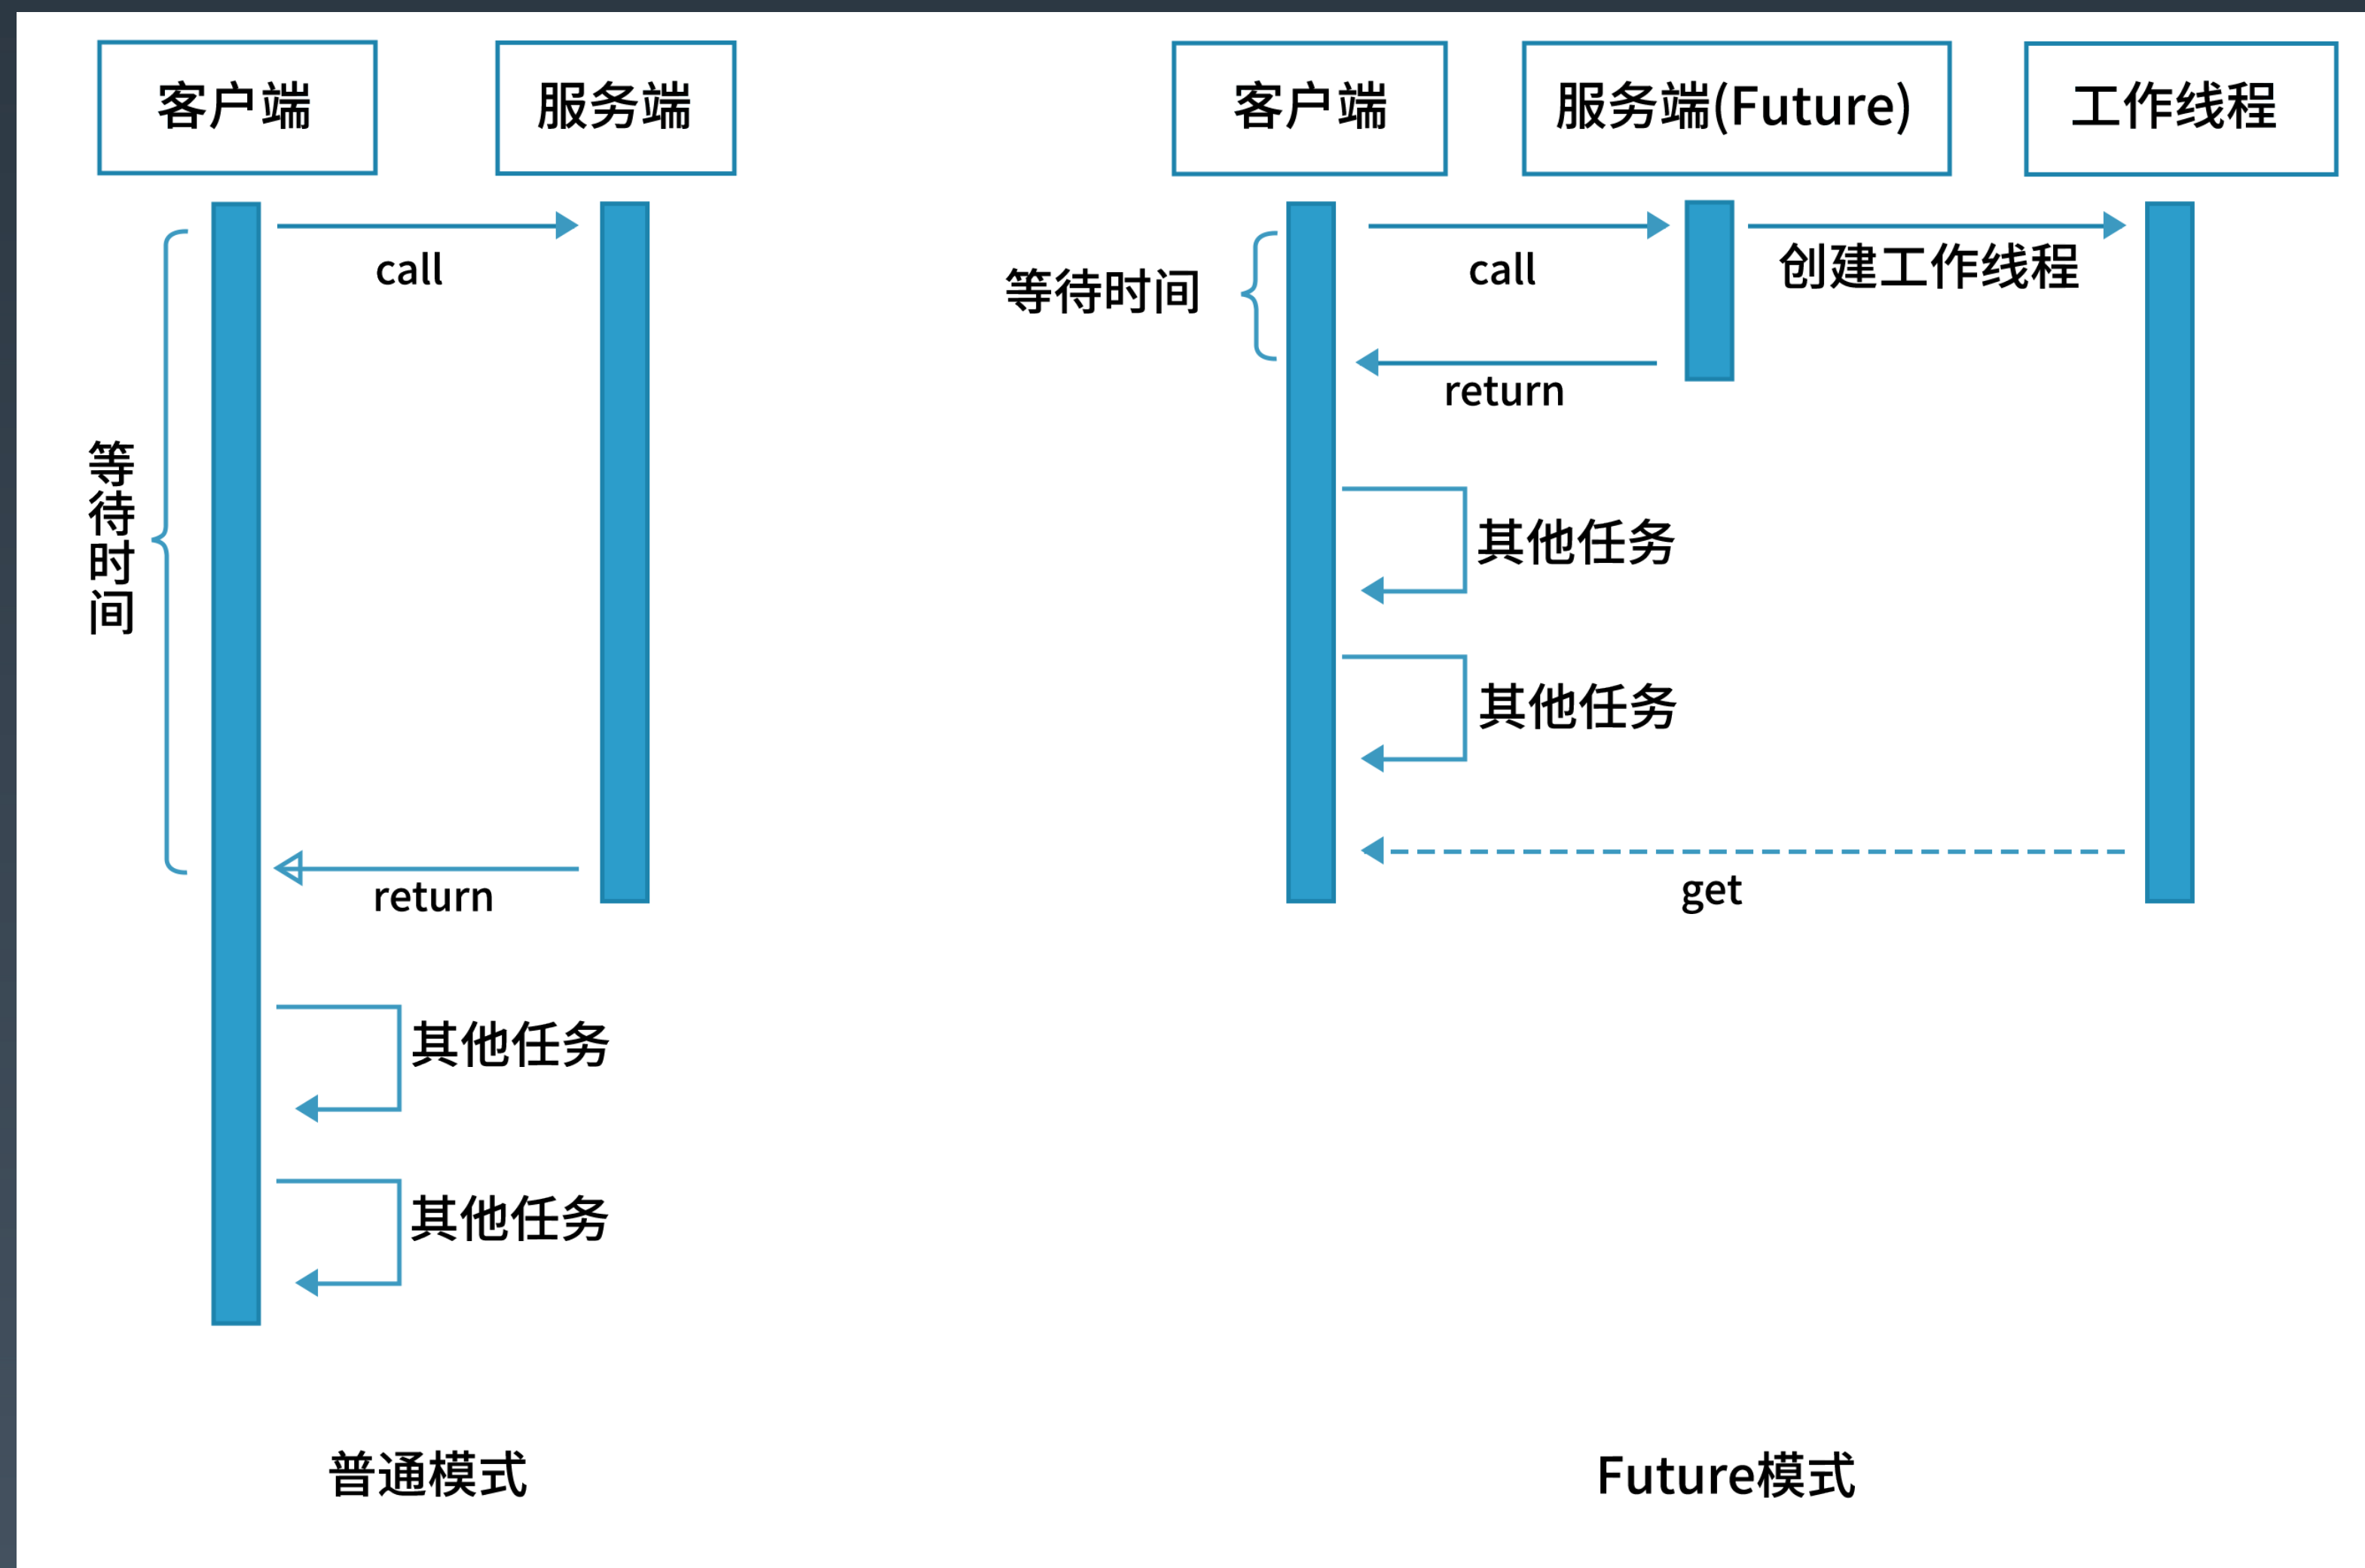 客户端
服务端
call
等待时间
return
其他任务
其他任务
普通模式
客户端
服务端(Future)
工作线程
call
创建工作线程
等待时间
return
其他任务
其他任务
get
Future模式